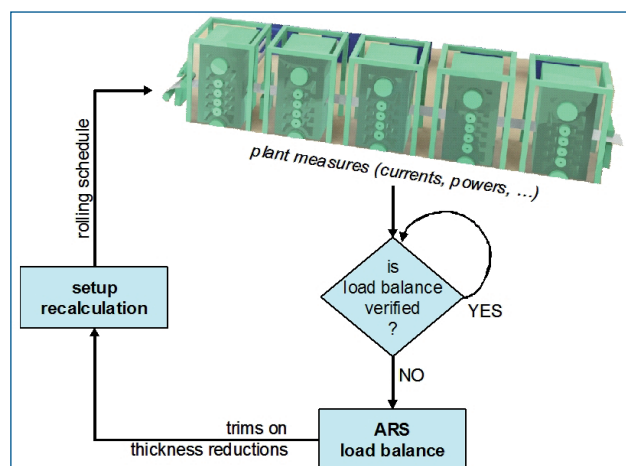 plant measures (currents, powers, ...)
rolling schedule
is
load balance
verified
?
YES
NO
setup
recalculation
trims on
thickness reductions
ARS
load balance